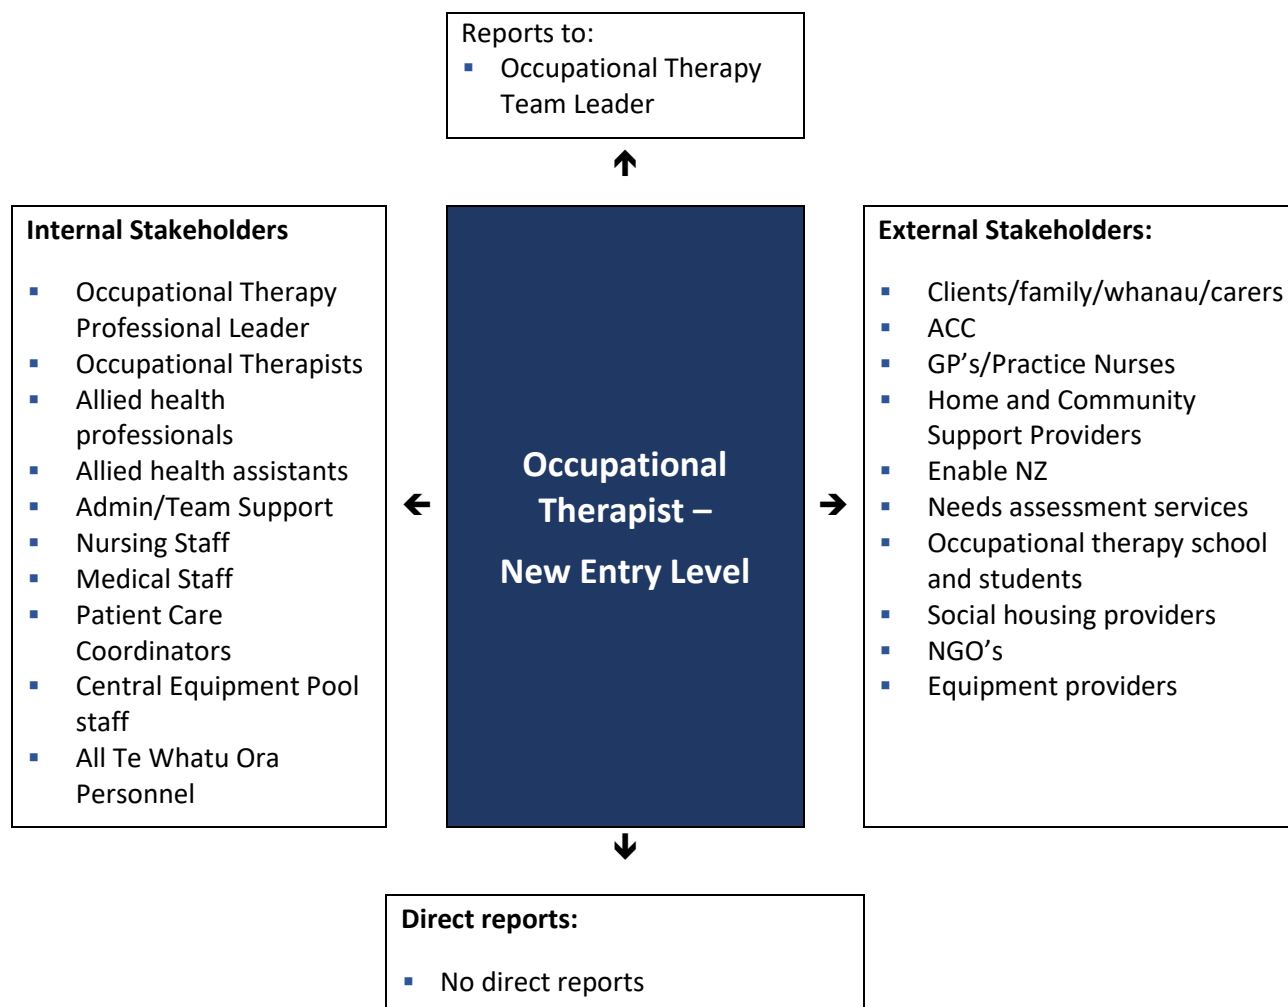 Reports to:
▪ Occupational Therapy
Team Leader
Internal Stakeholders
▪ Occupational Therapy
Professional Leader
▪ Occupational Therapists
▪ Allied health
professionals
▪ Allied health assistants
▪ Admin/Team Support
▪ Nursing Staff
▪ Medical Staff
▪ Patient Care
Coordinators
▪ Central Equipment Pool
staff
▪ All Te Whatu Ora
Personnel
Occupational
Therapist –
New Entry Level
External Stakeholders:
▪ Clients/family/whanau/carers
▪ ACC
▪ GP's/Practice Nurses
▪ Home and Community
Support Providers
▪ Enable NZ
▪ Needs assessment services
▪ Occupational therapy school
and students
▪ Social housing providers
▪ NGO's
▪ Equipment providers
Direct reports:
▪ No direct reports